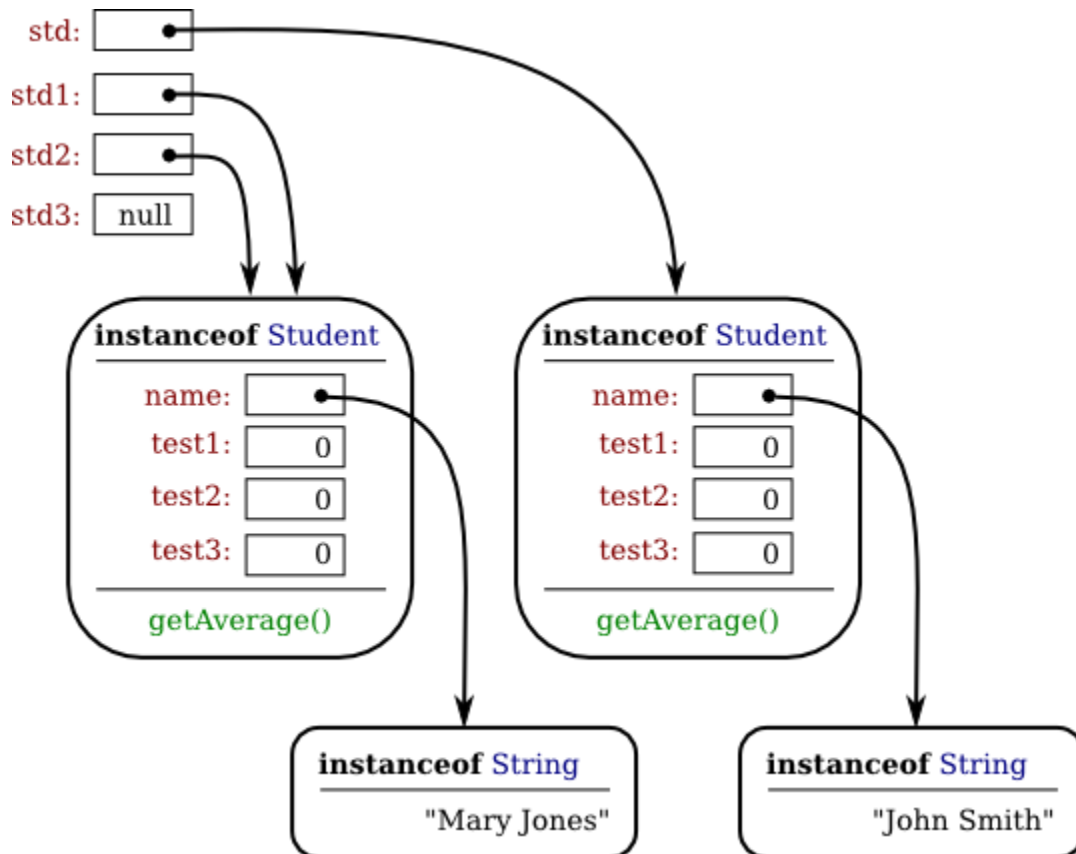 std:
std1:
std2:
std3: null
instanceof Student
name:
test1: 0
test2: 0
test3: 0
getAverage()
instanceof Student
name:
test1: 0
test2: 0
test3: 0
getAverage()
instanceof String
"Mary Jones"
instanceof String
"John Smith"